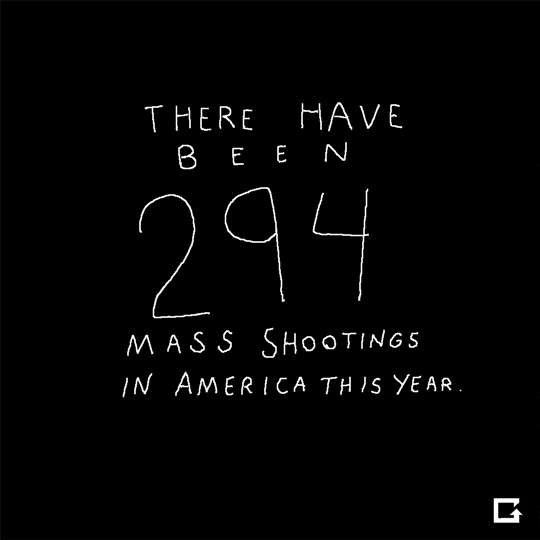 THERE HAVE
BEEN
294
MASS SHOOTINGS
IN AMERICA THIS YEAR.